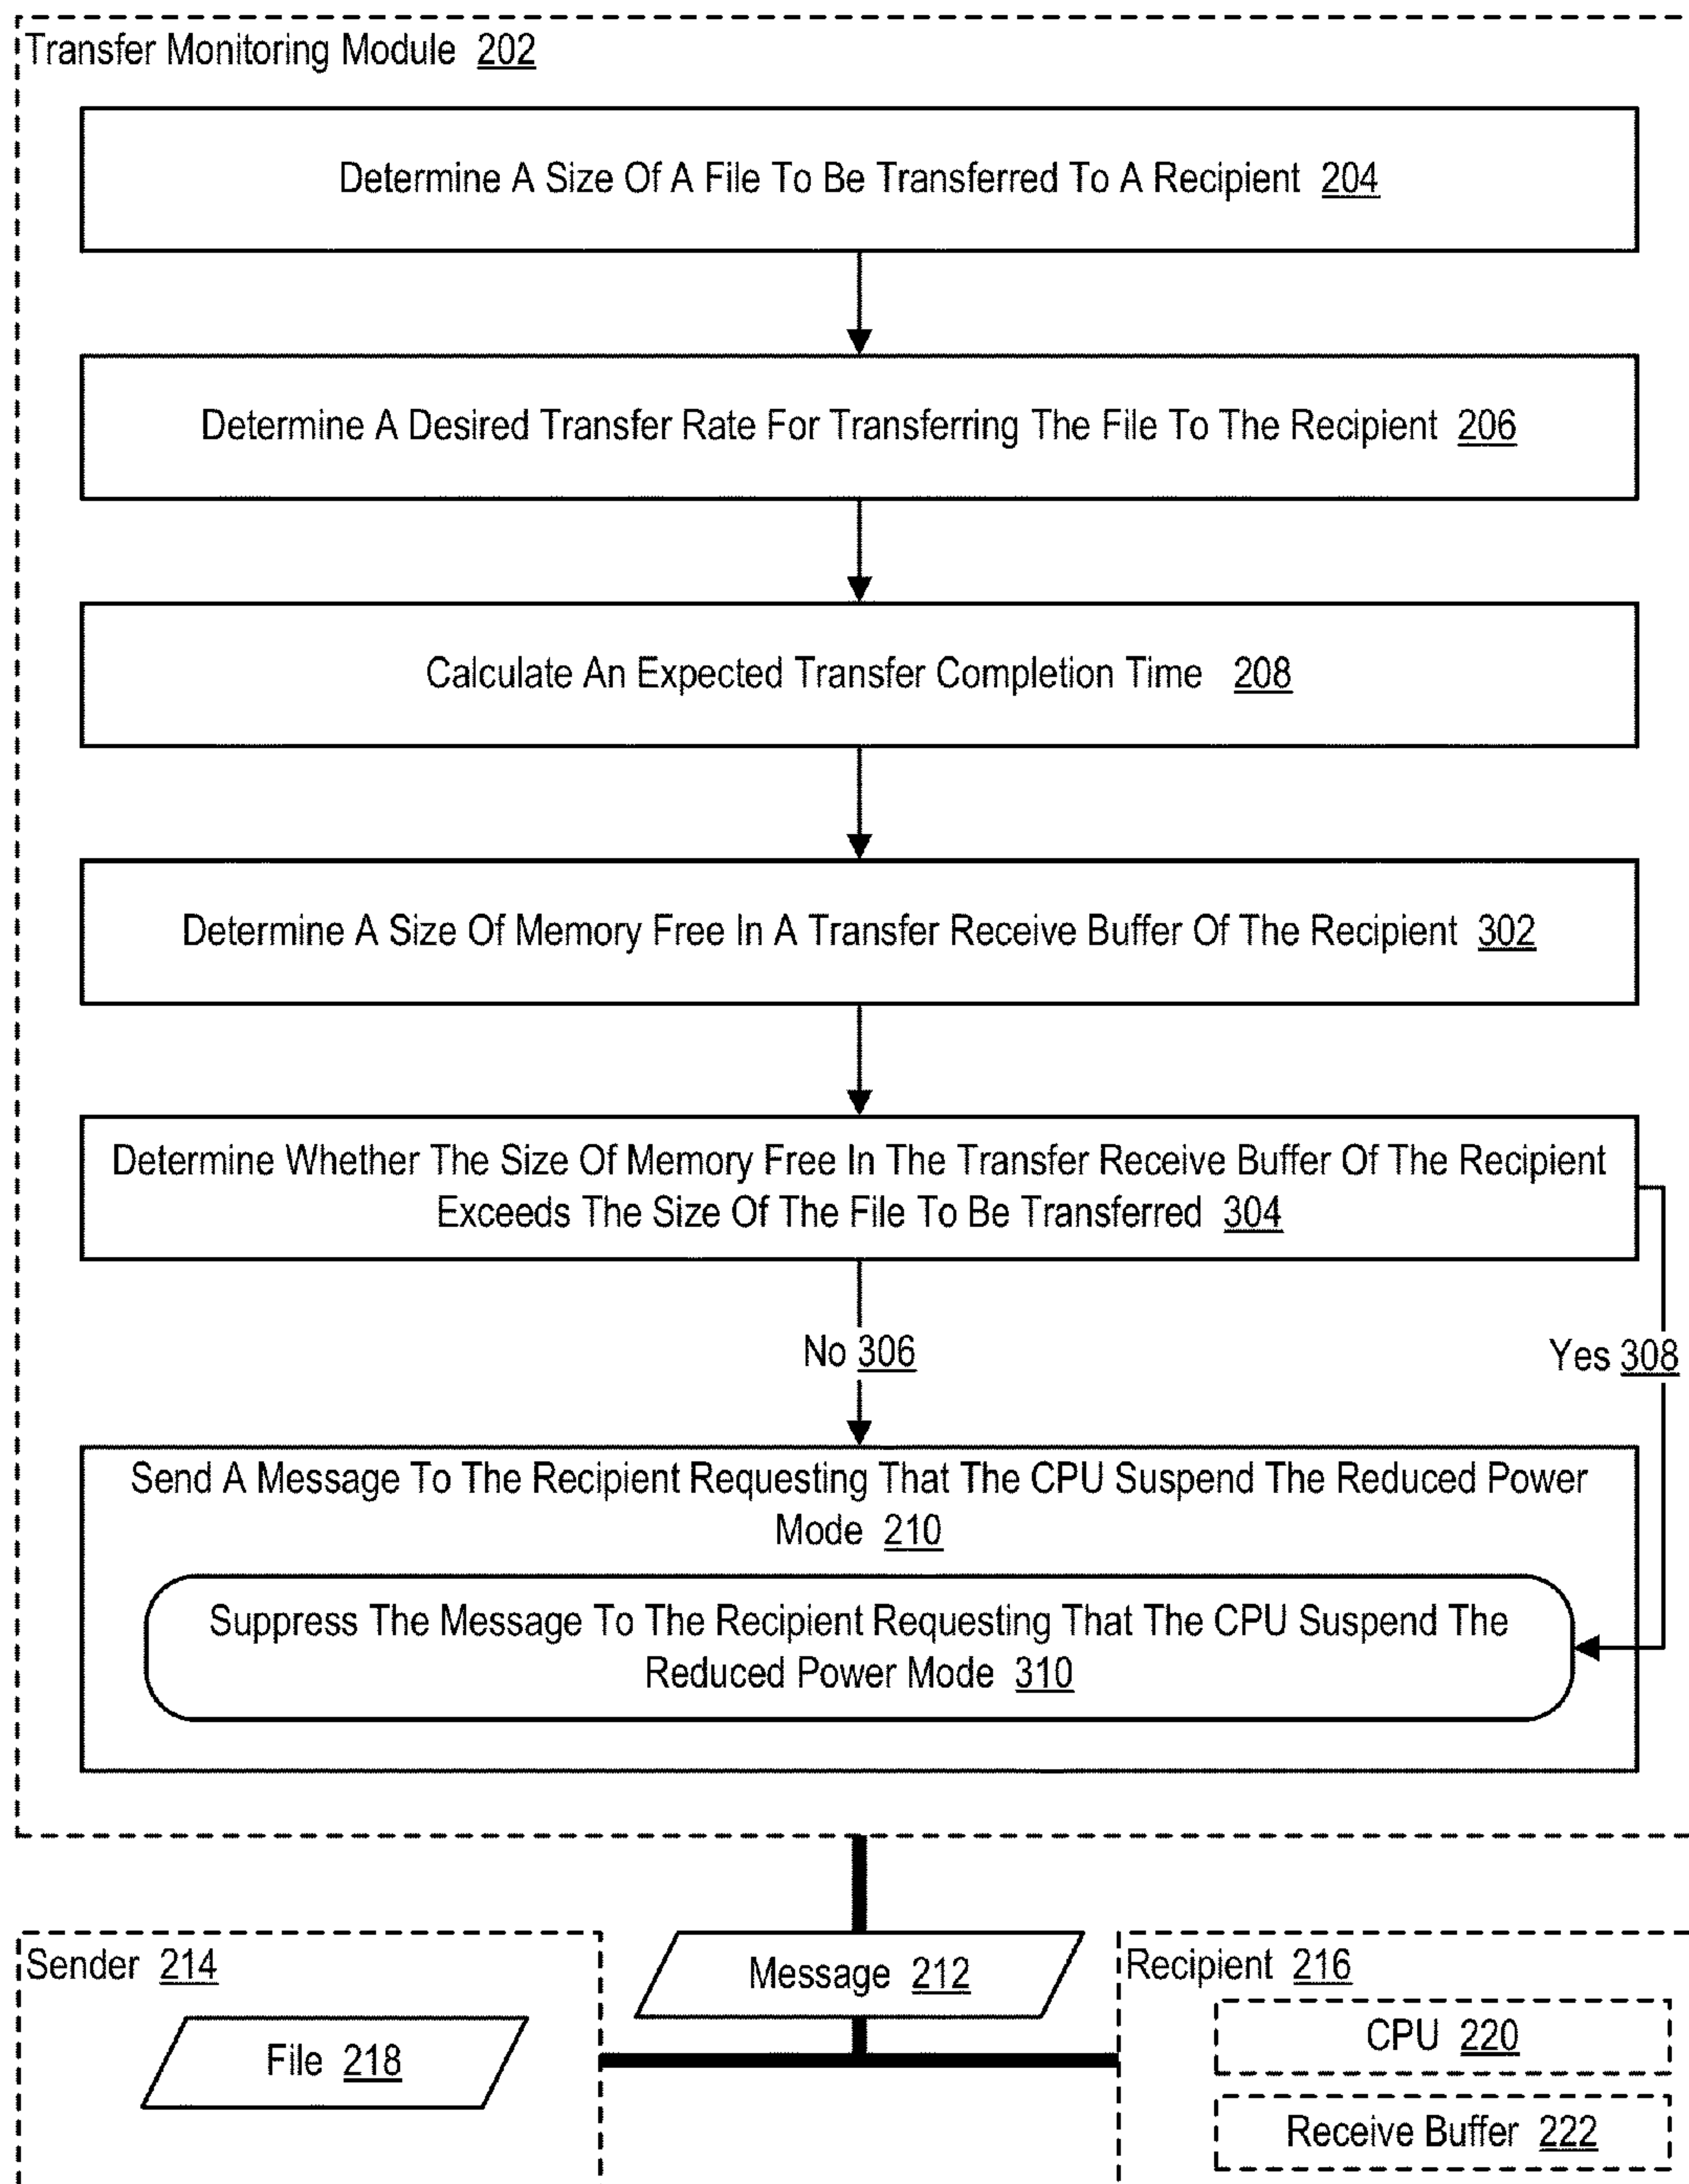 Transfer Monitoring Module 202
Determine A Size Of A File To Be Transferred To A Recipient 204
Determine A Desired Transfer Rate For Transferring The File To The Recipient 206
Calculate An Expected Transfer Completion Time 208
Determine A Size Of Memory Free In A Transfer Receive Buffer Of The Recipient 302
Determine Whether The Size Of Memory Free In The Transfer Receive Buffer Of The Recipient
Exceeds The Size Of The File To Be Transferred 304
No 306
Yes 308
Send A Message To The Recipient Requesting That The CPU Suspend The Reduced Power
Mode 210
Suppress The Message To The Recipient Requesting That The CPU Suspend The
Reduced Power Mode 310
Sender 214
File 218
Message 212
Recipient 216
CPU 220
Receive Buffer 222